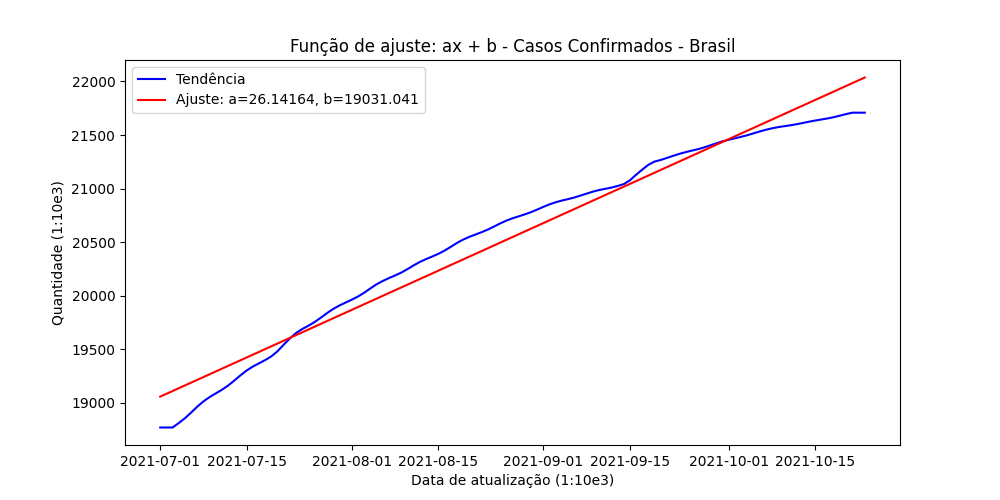 Função de ajuste: ax + b - Casos Confirmados - Brasil
Tendência
Ajuste: a=26.14164, b=19031.041
22000
21500
21000
20500
20000
19500
19000
Quantidade (1:10e3)
2021-07-01 2021-07-15 2021-08-01 2021-08-15 2021-09-01 2021-09-15 2021-10-01 2021-10-15
Data de atualização (1:10e3)